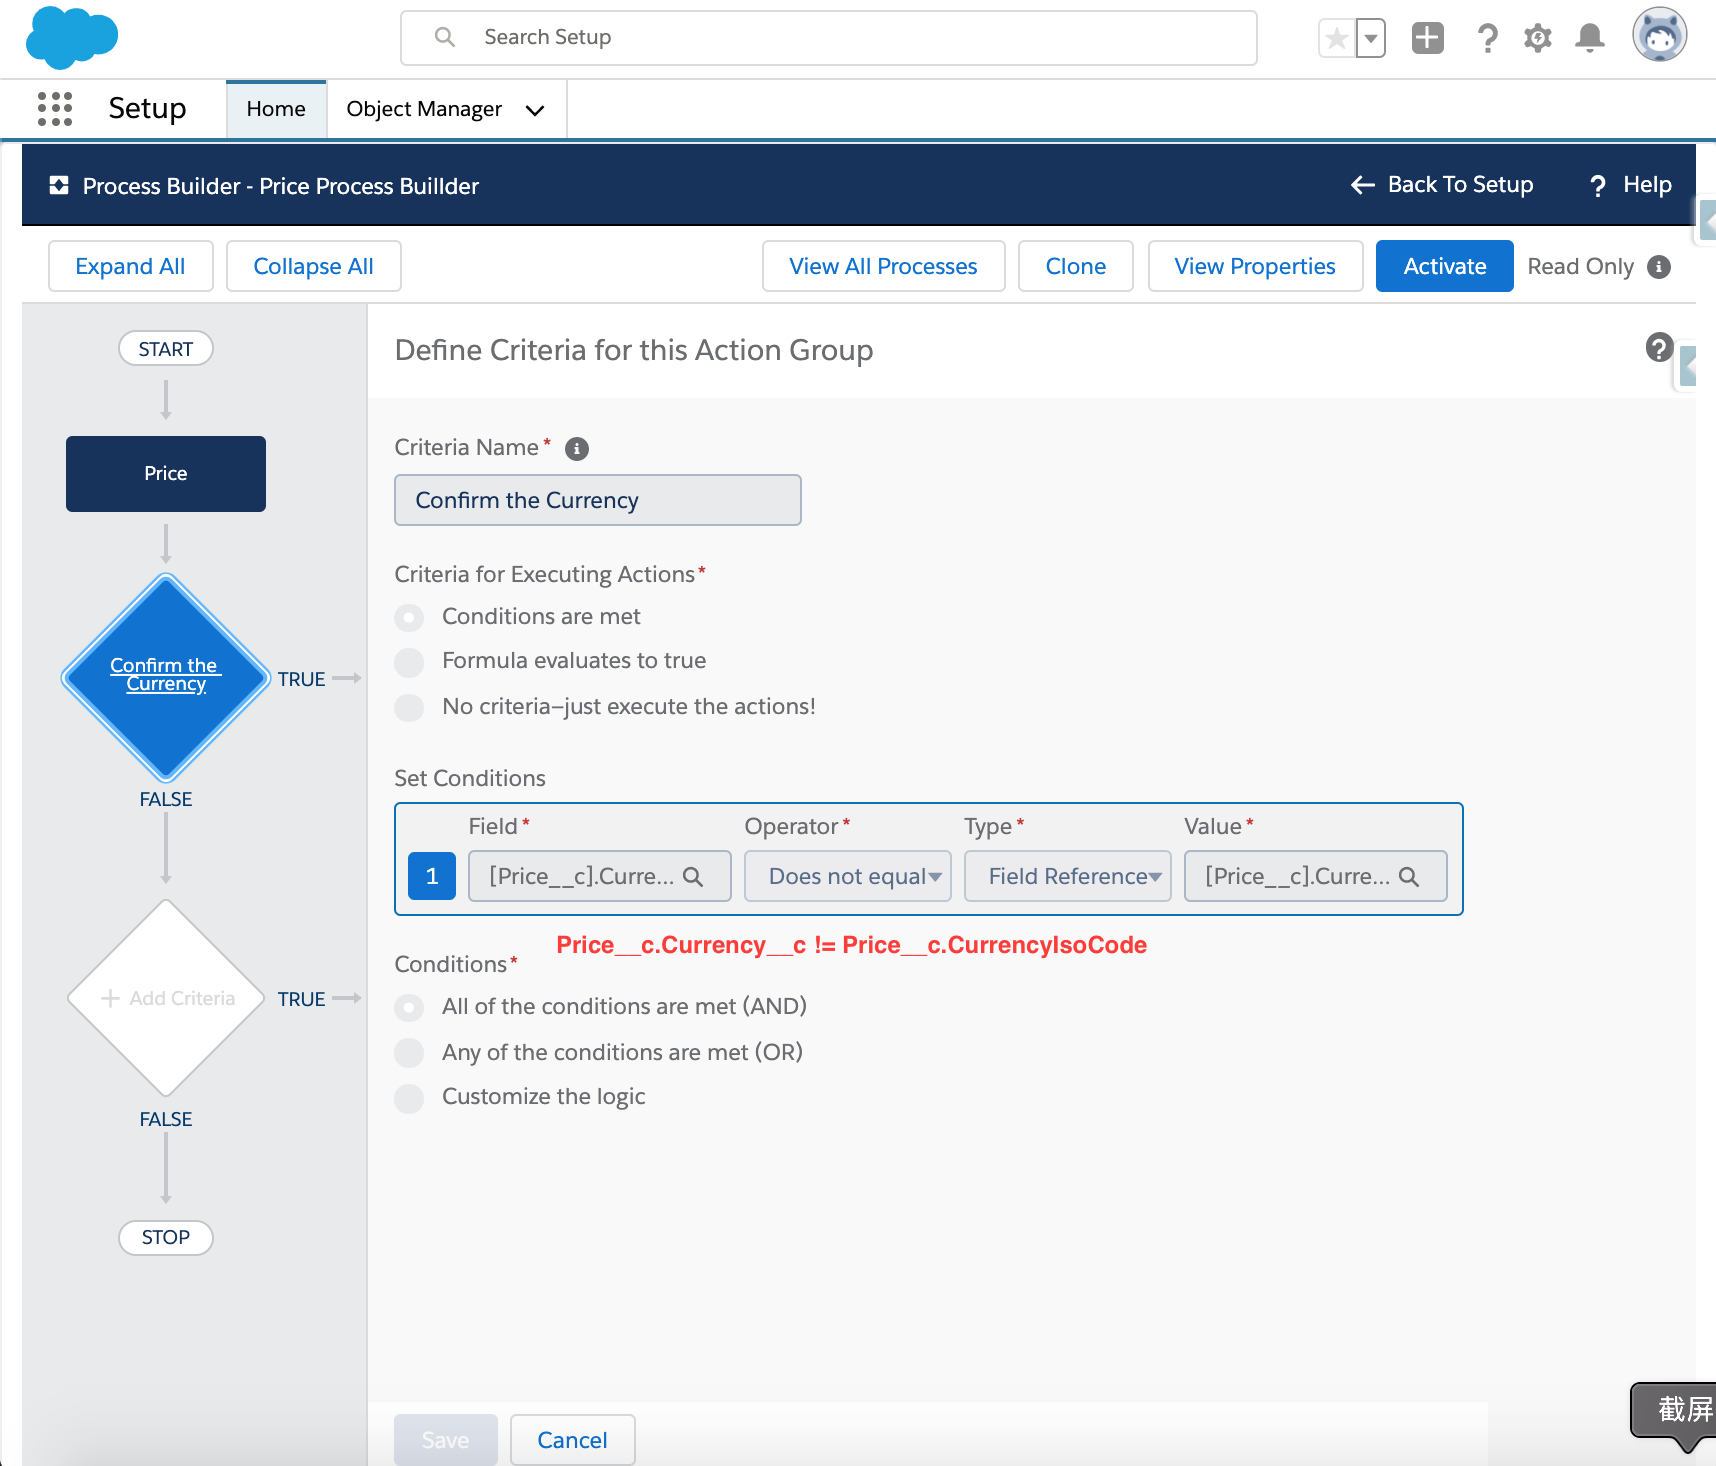 Search Setup
Setup
Home
Object Manager
Process Builder - Price Process Buillder
Back To Setup
? Help
Expand All
Collapse All
View All Processes
Clone
View Properties
Activate
Read Only
START
Price
Confirm the
Currency
TRUE
FALSE
+ Add Criteria
TRUE
FALSE
STOP
Define Criteria for this Action Group
Criteria Name*
Confirm the Currency
Criteria for Executing Actions*
Conditions are met
Formula evaluates to true
No criteria–just execute the actions!
Set Conditions
Field* Operator* Type* Value*
1 [Price__c].Curre... Does not equal Field Reference [Price__c].Curre...
Price__c.Currency__c != Price__c.CurrencyIsoCode
Conditions*
All of the conditions are met (AND)
Any of the conditions are met (OR)
Customize the logic
Save
Cancel
截屏